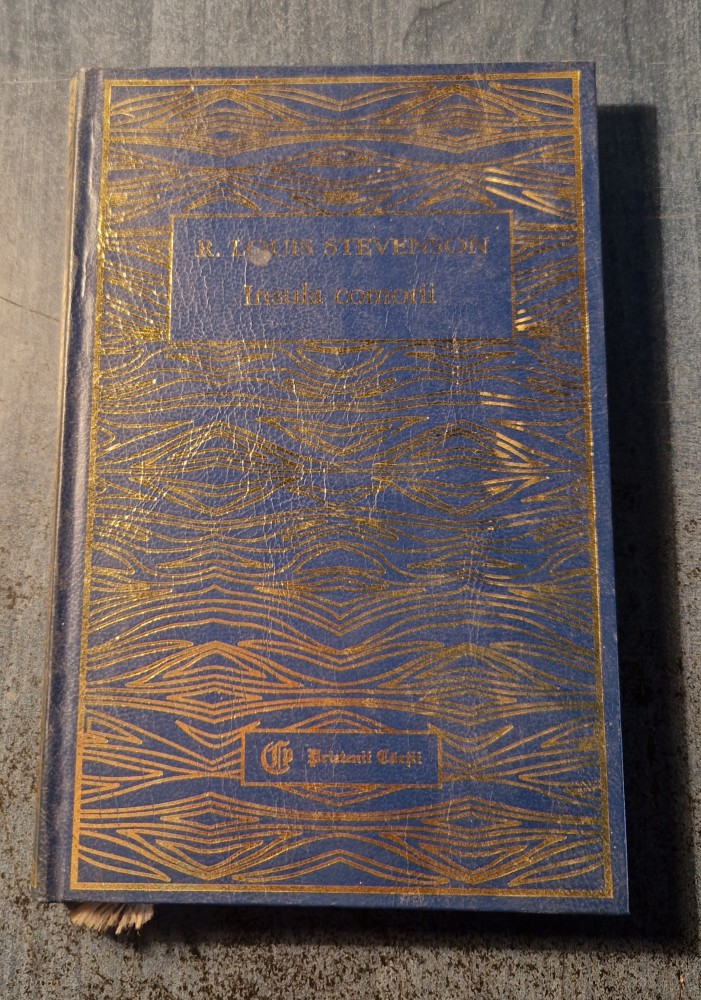 R. LOUIS STEVENSON
Insula comorii
Prietenii Cărții